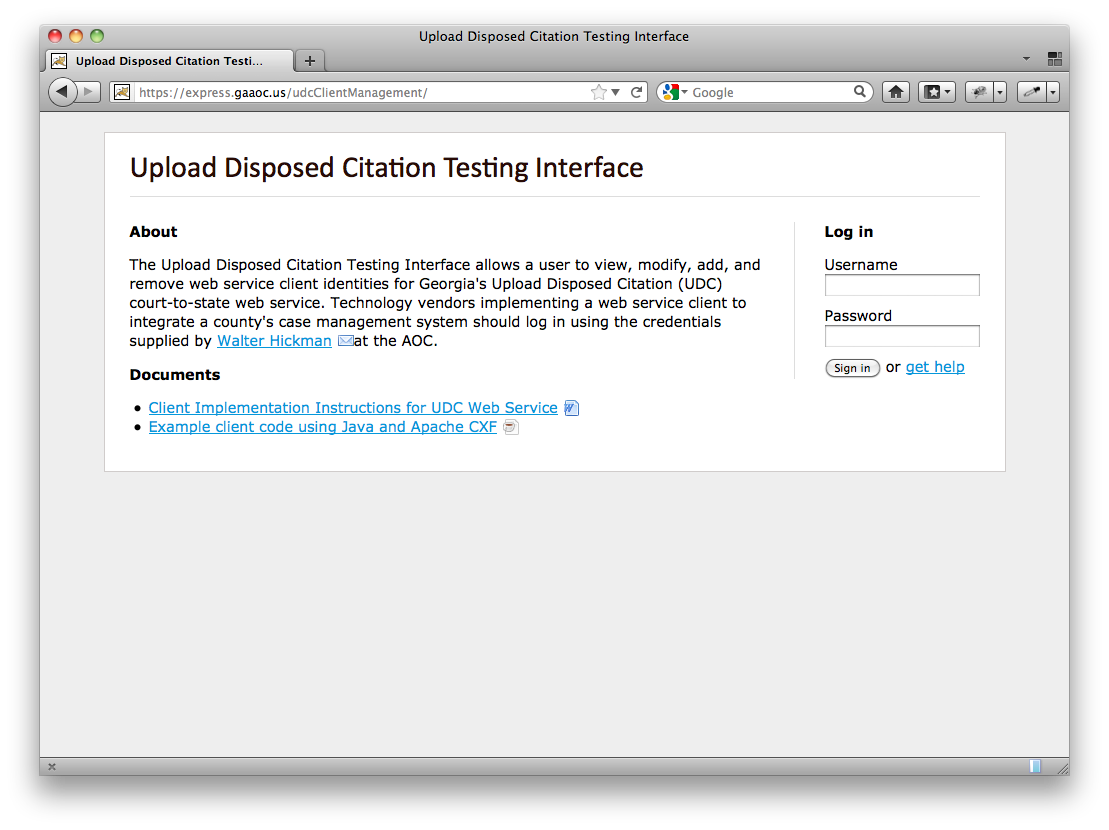 Upload Disposed Citation Testing Interface
Upload Disposed Citation Testi...
https://express.gaaoc.us/udcClientManagement/
Google
Upload Disposed Citation Testing Interface
About
The Upload Disposed Citation Testing Interface allows a user to view, modify, add, and
remove web service client identities for Georgia's Upload Disposed Citation (UDC)
court-to-state web service. Technology vendors implementing a web service client to
integrate a county's case management system should log in using the credentials
supplied by Walter Hickman at the AOC.
Documents
Client Implementation Instructions for UDC Web Service
Example client code using Java and Apache CXF
Log in
Username
Password
Sign in or get help